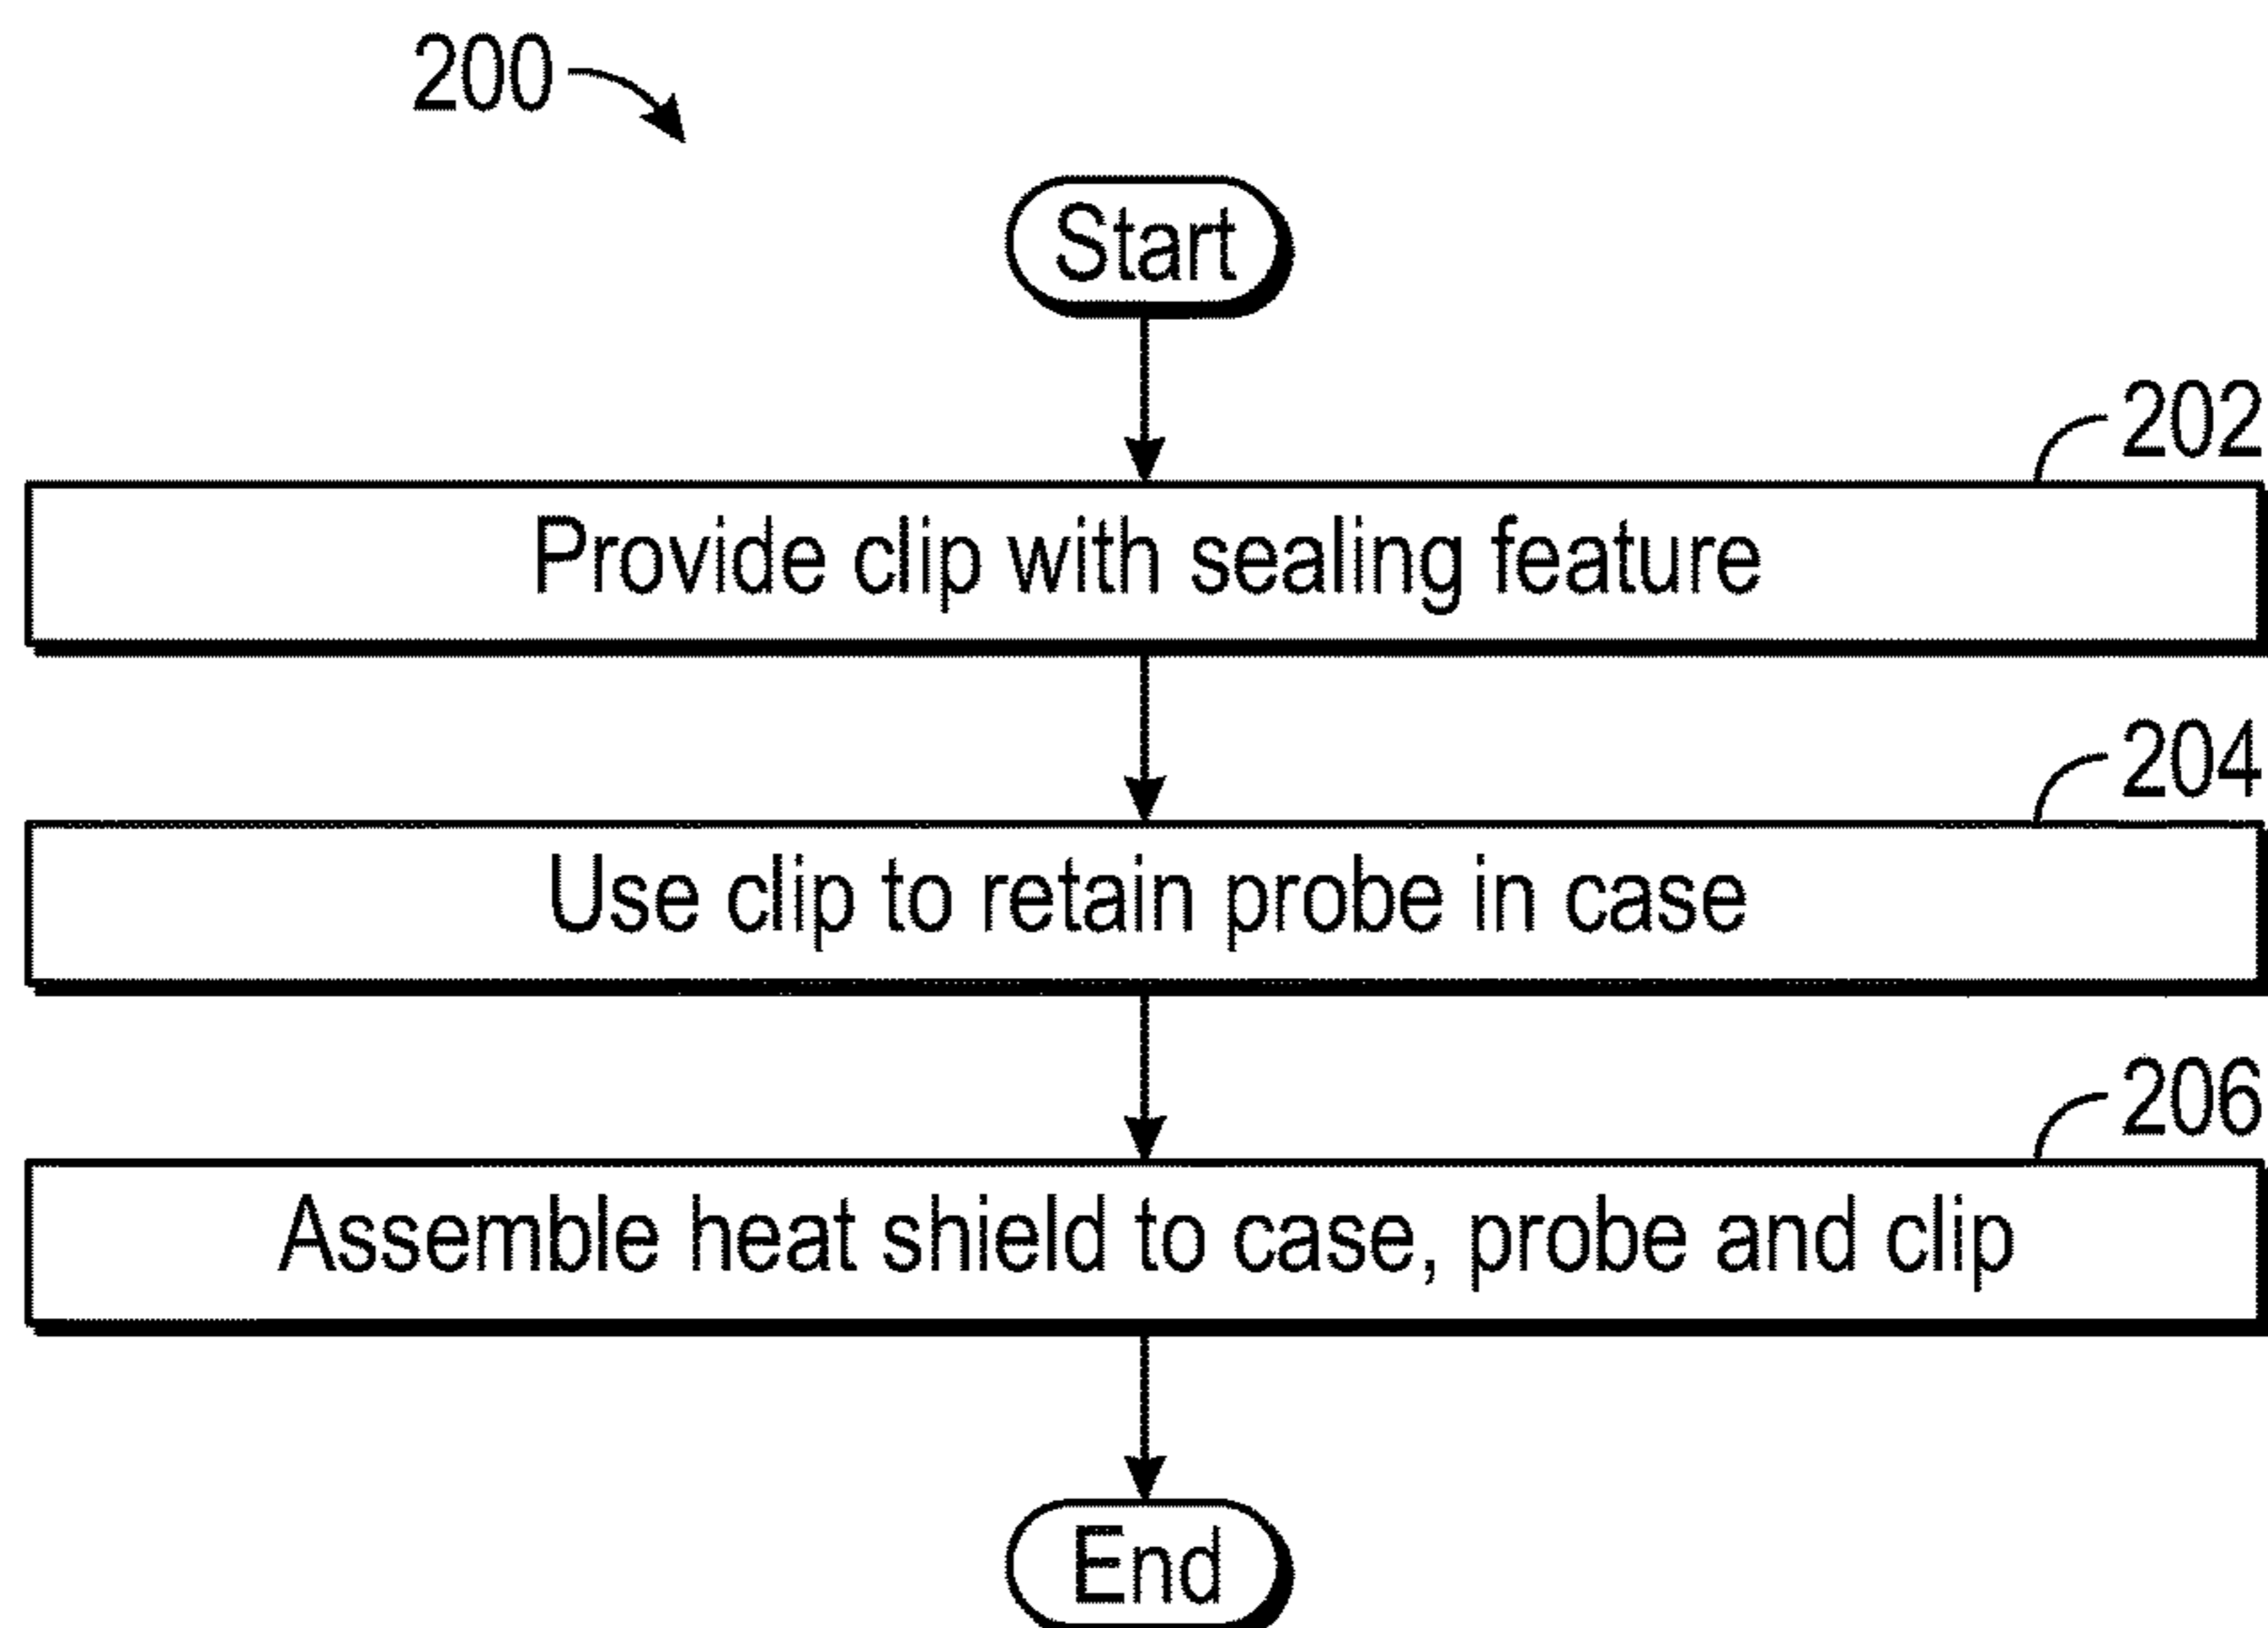 200
Start
202
Provide clip with sealing feature
204
Use clip to retain probe in case
206
Assemble heat shield to case, probe and clip
End